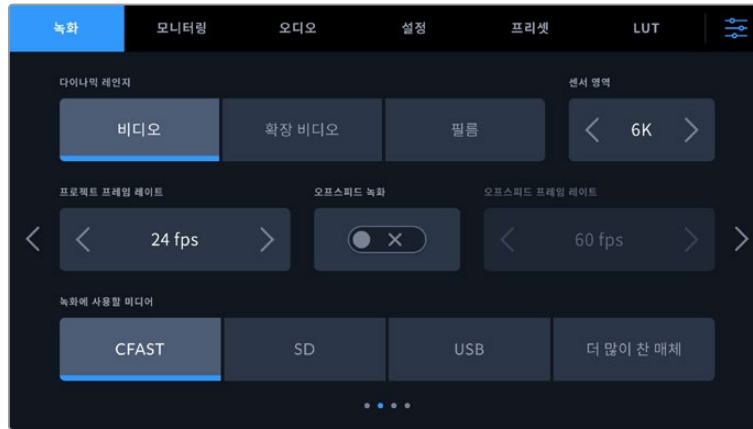 녹화 모니터링 오디오 설정 프리셋 LUT
다이나믹 레인지 센서 영역
비디오 확장 비디오 필름 6K
프로젝트 프레임 레이트 오프스피드 녹화 오프스피드 프레임 레이트
24 fps 60 fps
녹화에 사용할 미디어
CFAST SD USB 더 많이 찬 매체